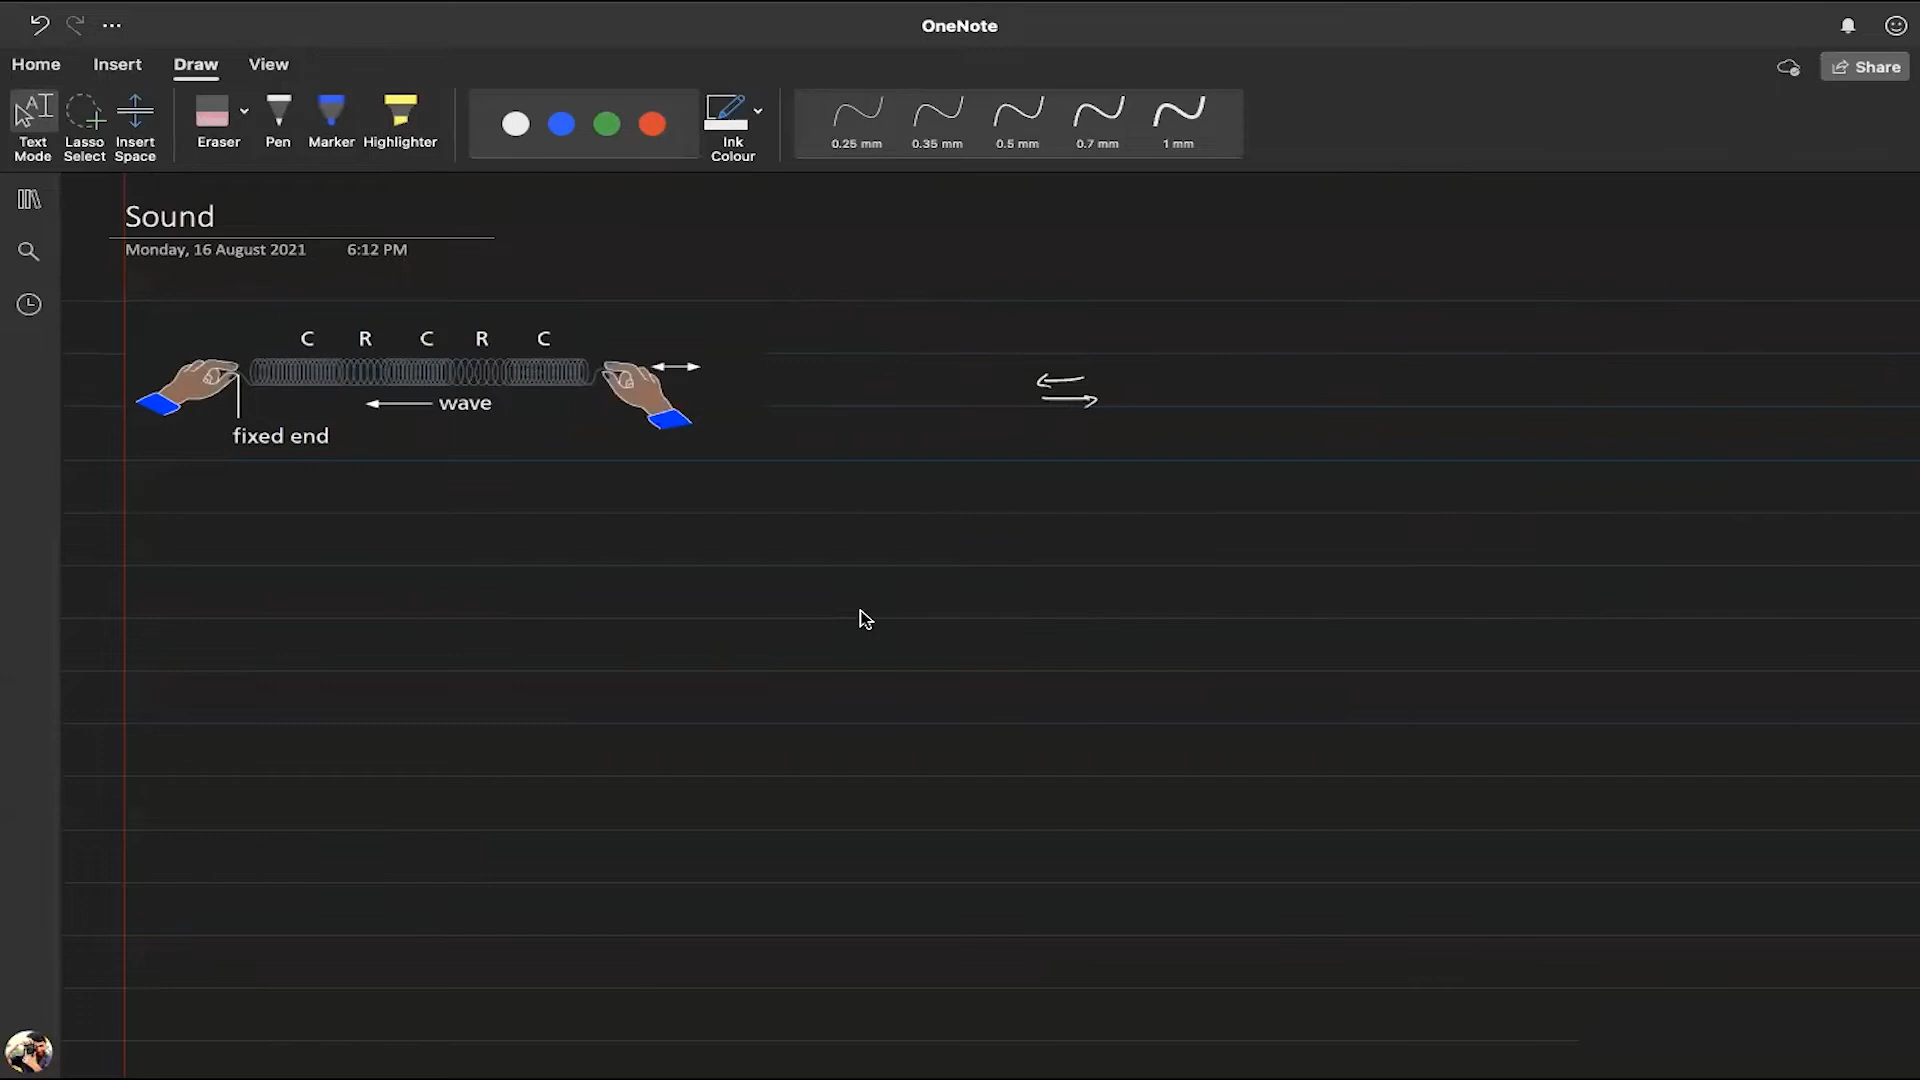 OneNote
Home Insert Draw View
Share
Text Mode
Lasso Select
Insert Space
Eraser
Pen
Marker
Highlighter
Ink Colour
0.25 mm
0.35 mm
0.5 mm
0.7 mm
1 mm
Sound
Monday, 16 August 2021 6:12 PM
C R C R C
wave
fixed end